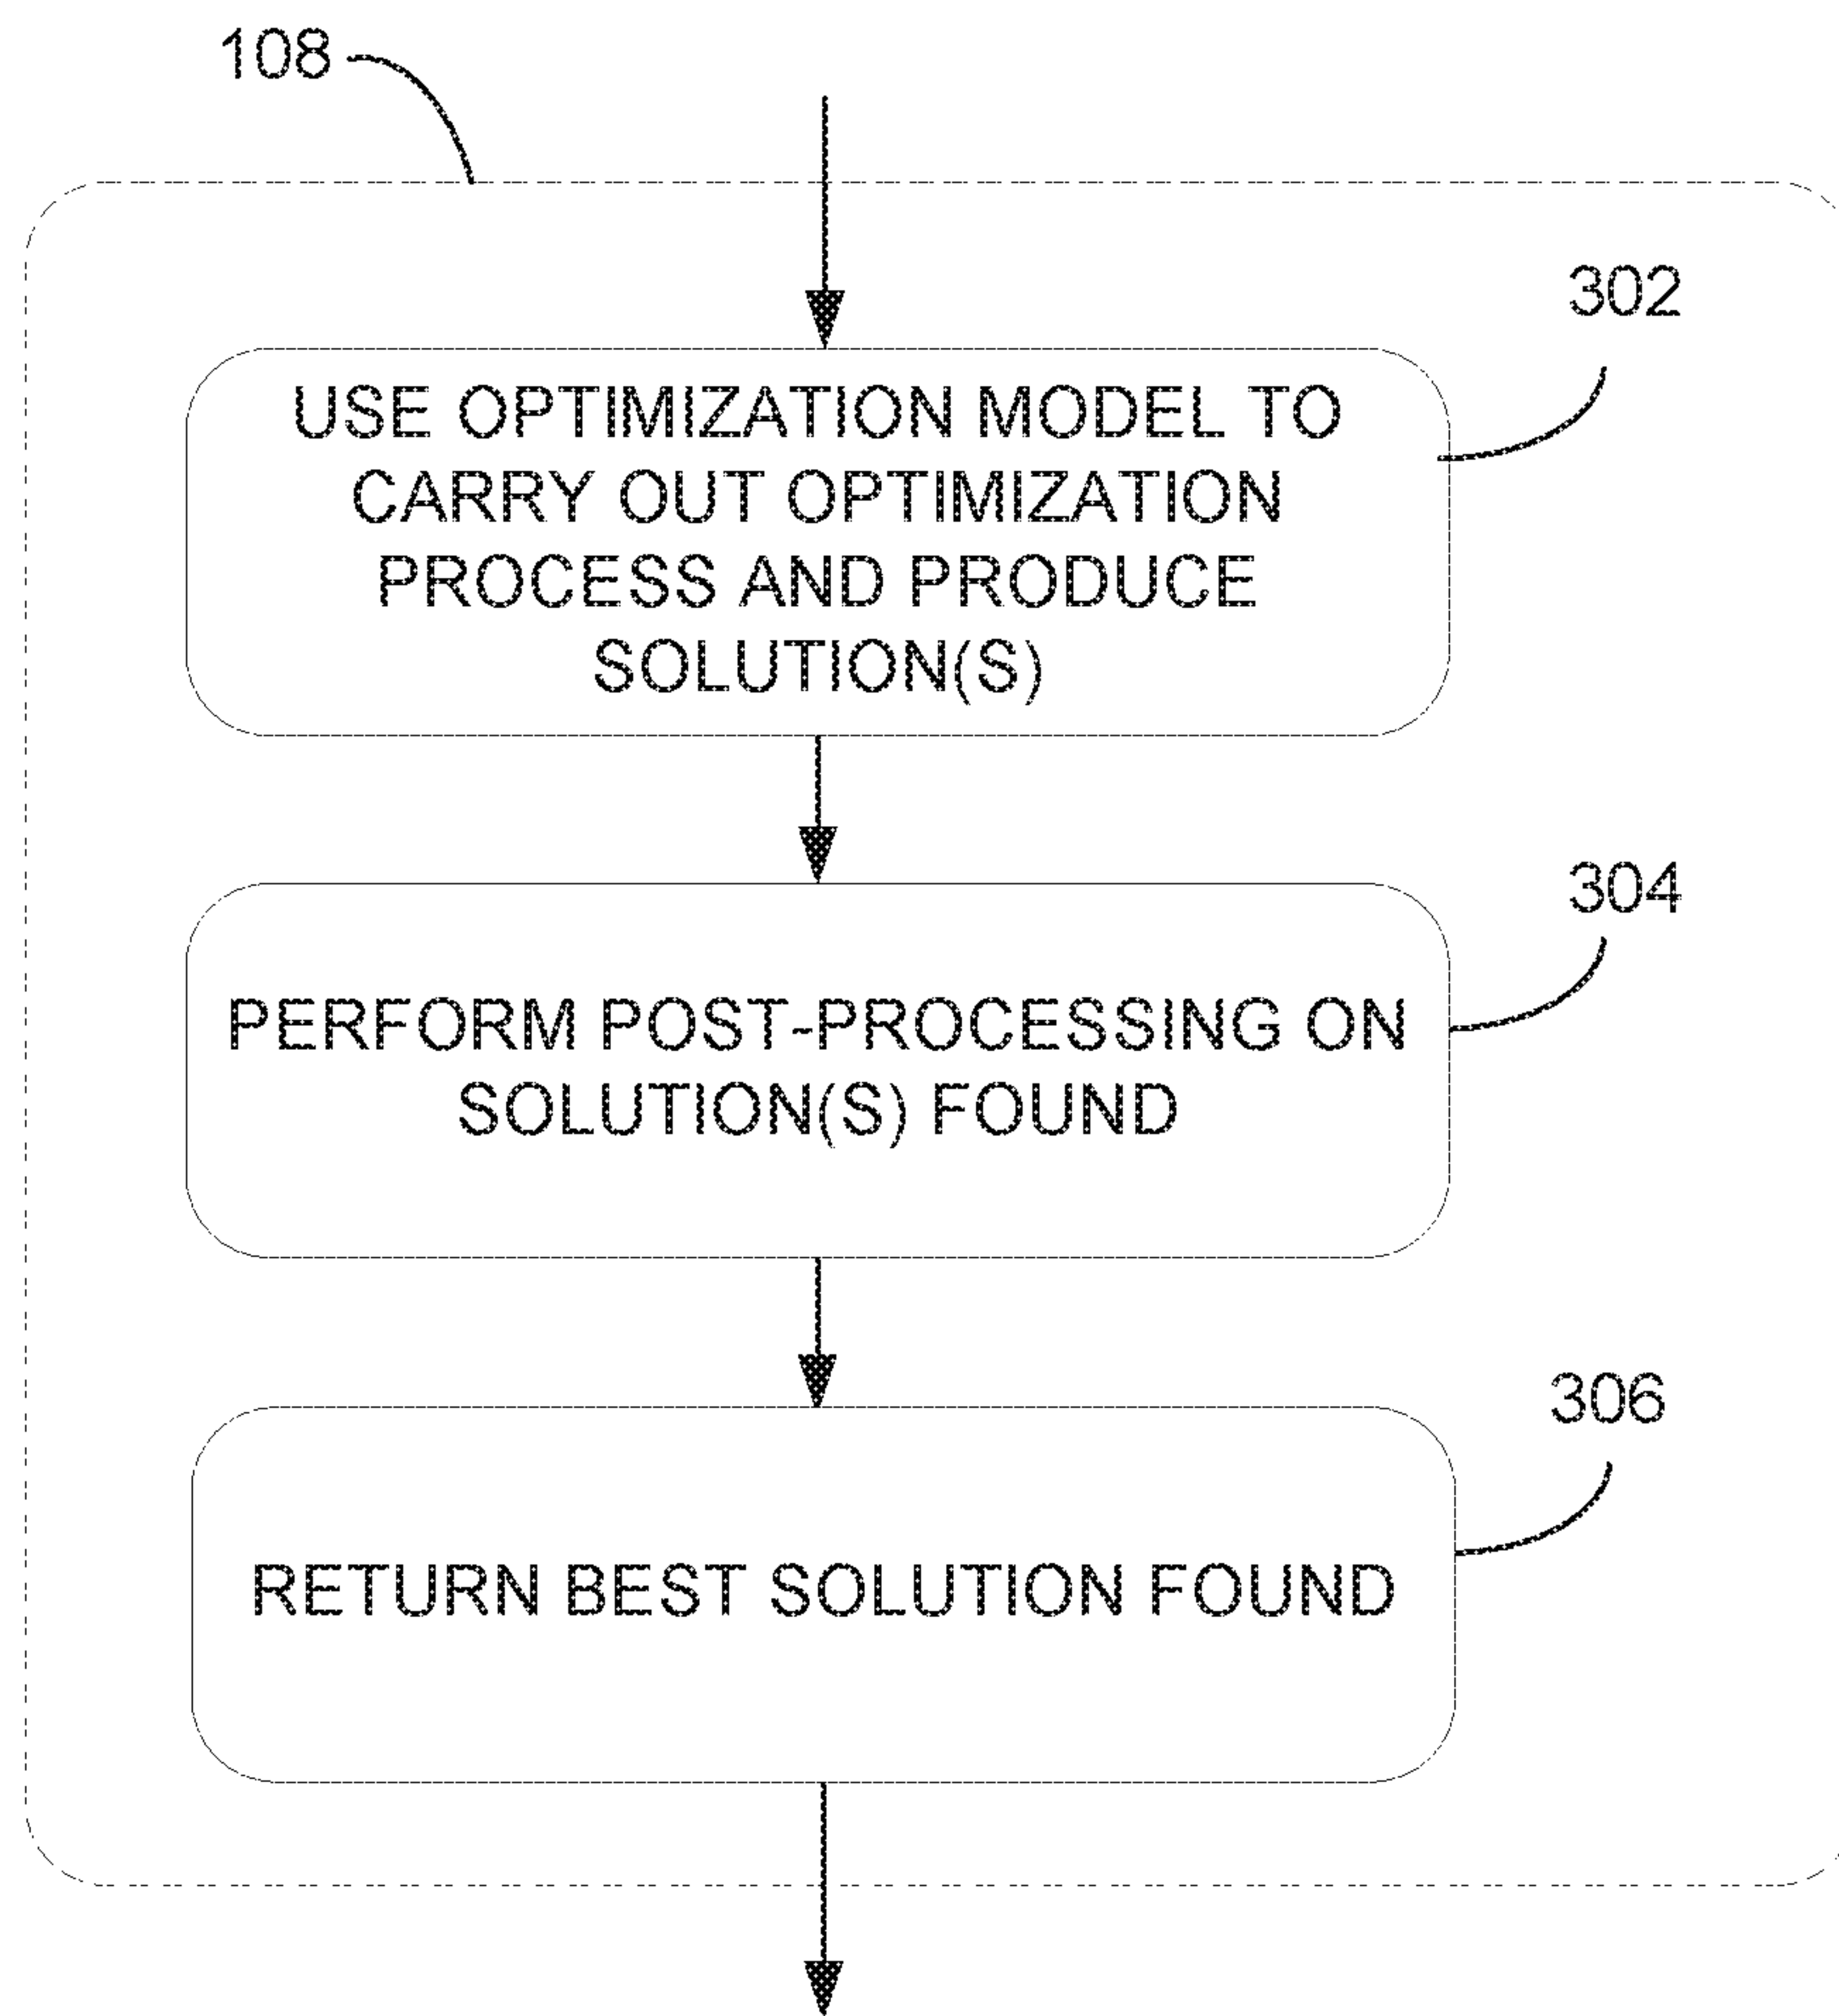 108
302
USE OPTIMIZATION MODEL TO
CARRY OUT OPTIMIZATION
PROCESS AND PRODUCE
SOLUTION(S)
304
PERFORM POST-PROCESSING ON
SOLUTION(S) FOUND
306
RETURN BEST SOLUTION FOUND